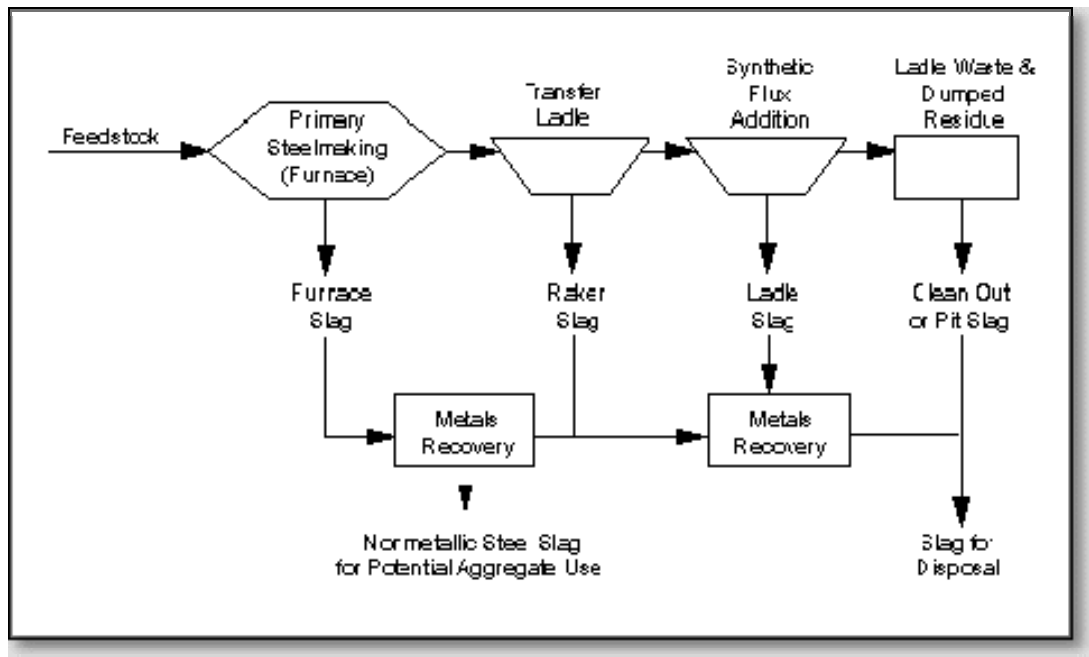 Feedstock
Primary
Steelmaking
(Furnace)
Transfer
Ladle
Synthetic
Flux
Addition
Ladle Waste &
Dumped
Residue
Furnace
Slag
Raker
Slag
Ladle
Slag
Clean Out
or Pit Slag
Metals
Recovery
Metals
Recovery
Nonmetallic Steel Slag
for Potential Aggregate Use
Slag for
Disposal